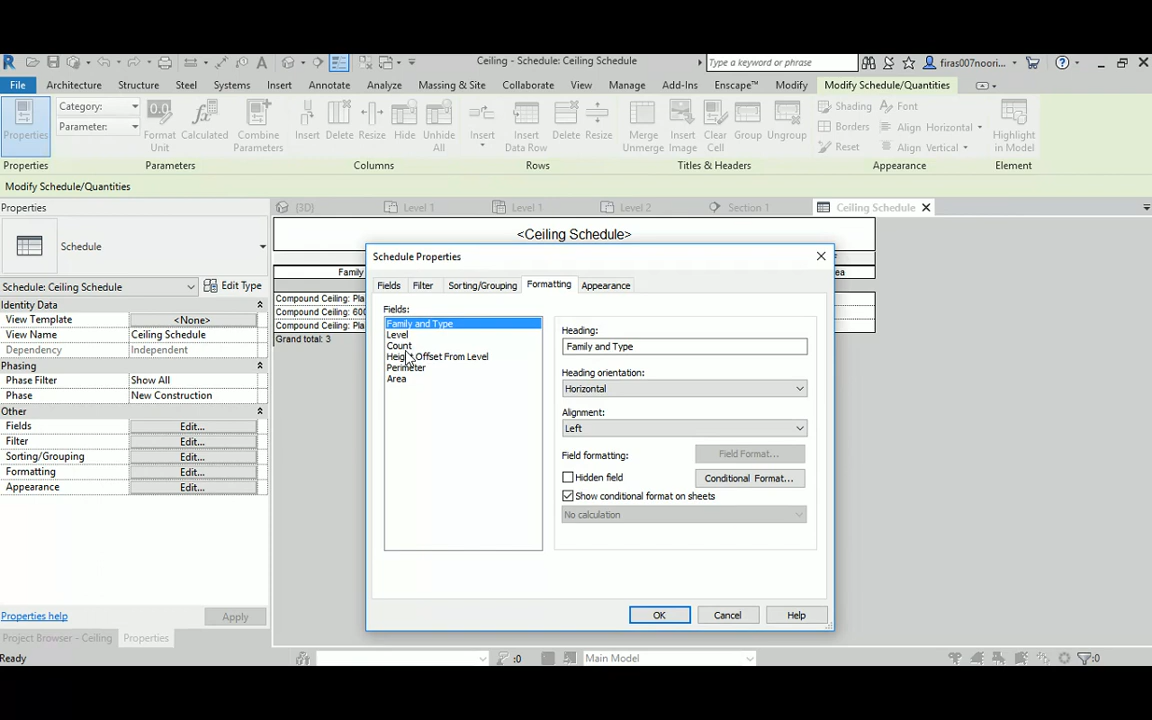 Ceiling - Schedule: Ceiling Schedule
Type a keyword or phrase
firas007noori...
File Architecture Structure Steel Systems Insert Annotate Analyze Massing & Site Collaborate View Manage Add-Ins Enscape™ Modify Modify Schedule/Quantities
Properties
Category:
Parameter:
Format Unit
Calculated
Combine Parameters
Insert
Delete
Resize
Hide
Unhide All
Insert
Insert Data Row
Delete
Resize
Merge Unmerge
Insert Image
Clear Cell
Group
Ungroup
Shading
Borders
Reset
Font
Align Horizontal
Align Vertical
Highlight in Model
Properties Parameters Columns Rows Titles & Headers Appearance Element
Modify Schedule/Quantities
Properties
{3D} Level 1 Level 1 Level 2 Section 1 Ceiling Schedule
Schedule
<Ceiling Schedule>
Schedule: Ceiling Schedule
Edit Type
Identity Data
View Template <None>
View Name Ceiling Schedule
Dependency Independent
Phasing
Phase Filter Show All
Phase New Construction
Other
Fields Edit...
Filter Edit...
Sorting/Grouping Edit...
Formatting Edit...
Appearance Edit...
Properties help
Apply
Project Browser - Ceiling Properties
Family
ea
Compound Ceiling: Pla
Compound Ceiling: 600
Compound Ceiling: Pla
Grand total: 3
Schedule Properties
Fields Filter Sorting/Grouping Formatting Appearance
Fields:
Family and Type
Level
Count
Height Offset From Level
Perimeter
Area
Heading:
Family and Type
Heading orientation:
Horizontal
Alignment:
Left
Field formatting:
Field Format...
Hidden field
Conditional Format...
Show conditional format on sheets
No calculation
OK Cancel Help
Ready
:0
Main Model
:0